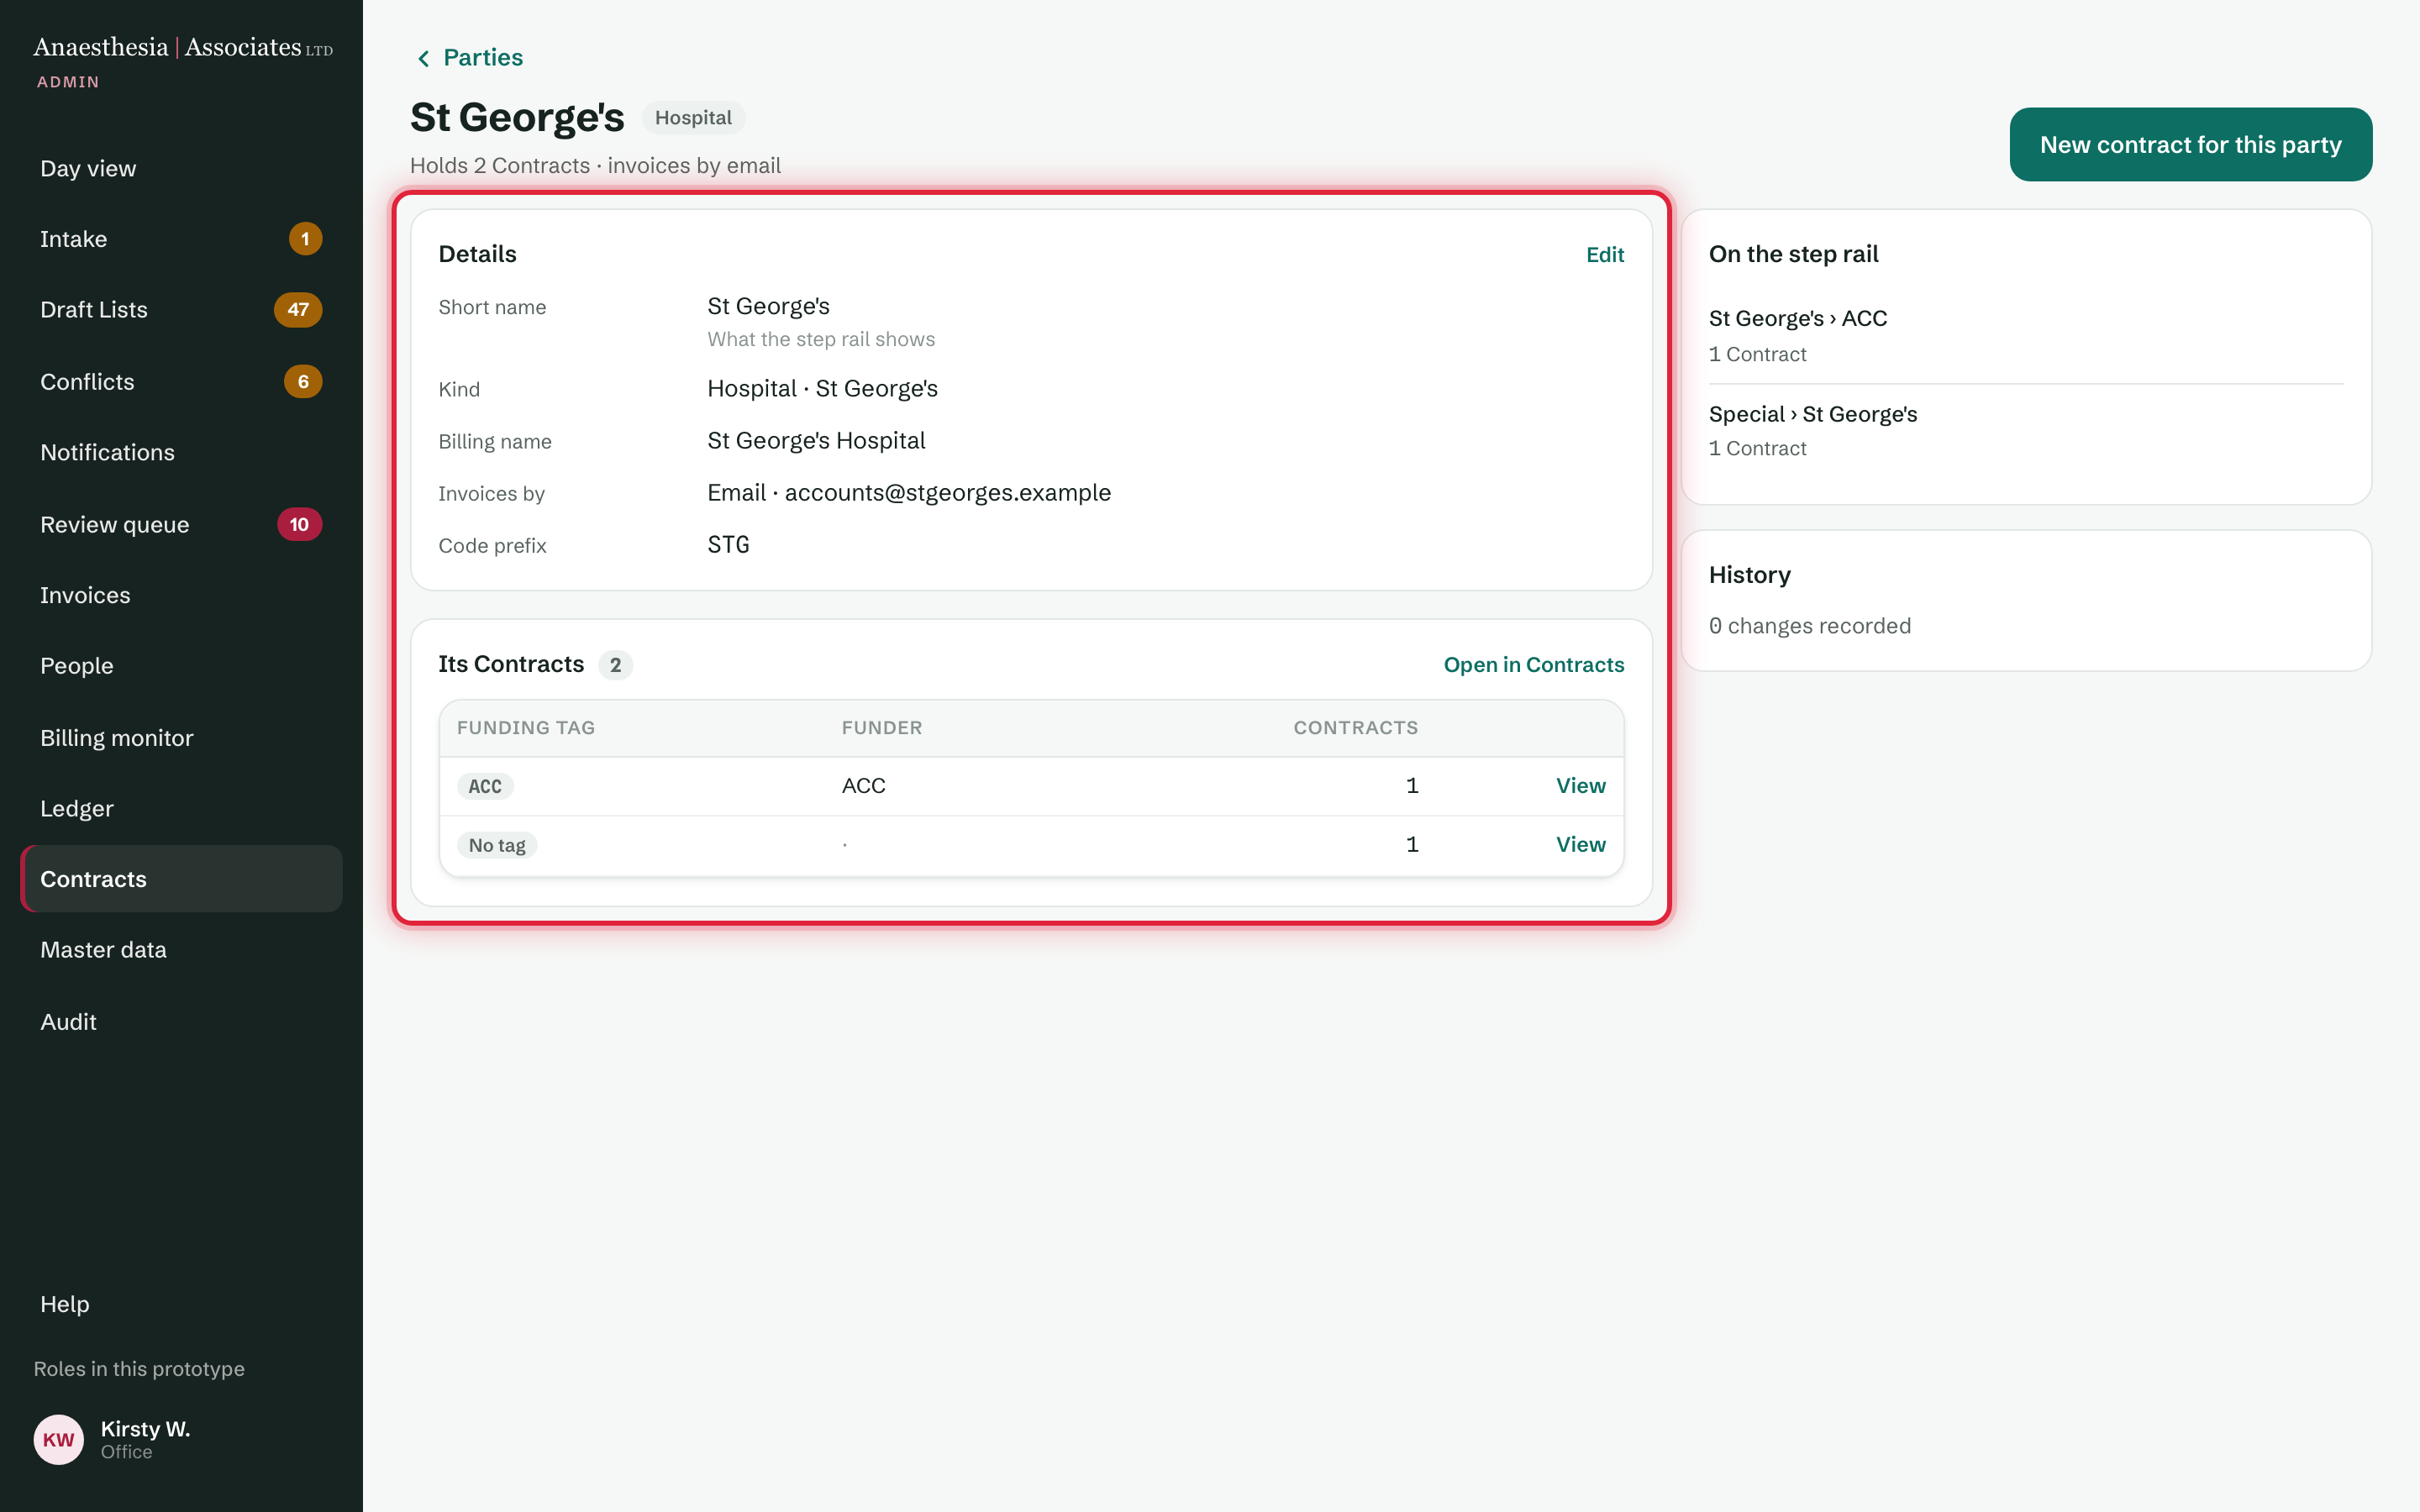 Anaesthesia | Associates LTD
ADMIN
Day view
Intake 1
Draft Lists 47
Conflicts 6
Notifications
Review queue 10
Invoices
People
Billing monitor
Ledger
Contracts
Master data
Audit
Help
Roles in this prototype
KW
Kirsty W.
Office
‹ Parties
St George's Hospital
Holds 2 Contracts · invoices by email
New contract for this party
Details Edit
Short name St George's
What the step rail shows
Kind Hospital · St George's
Billing name St George's Hospital
Invoices by Email · accounts@stgeorges.example
Code prefix STG
Its Contracts 2 Open in Contracts
FUNDING TAG FUNDER CONTRACTS
ACC ACC 1 View
No tag · 1 View
On the step rail
St George's › ACC
1 Contract
Special › St George's
1 Contract
History
0 changes recorded